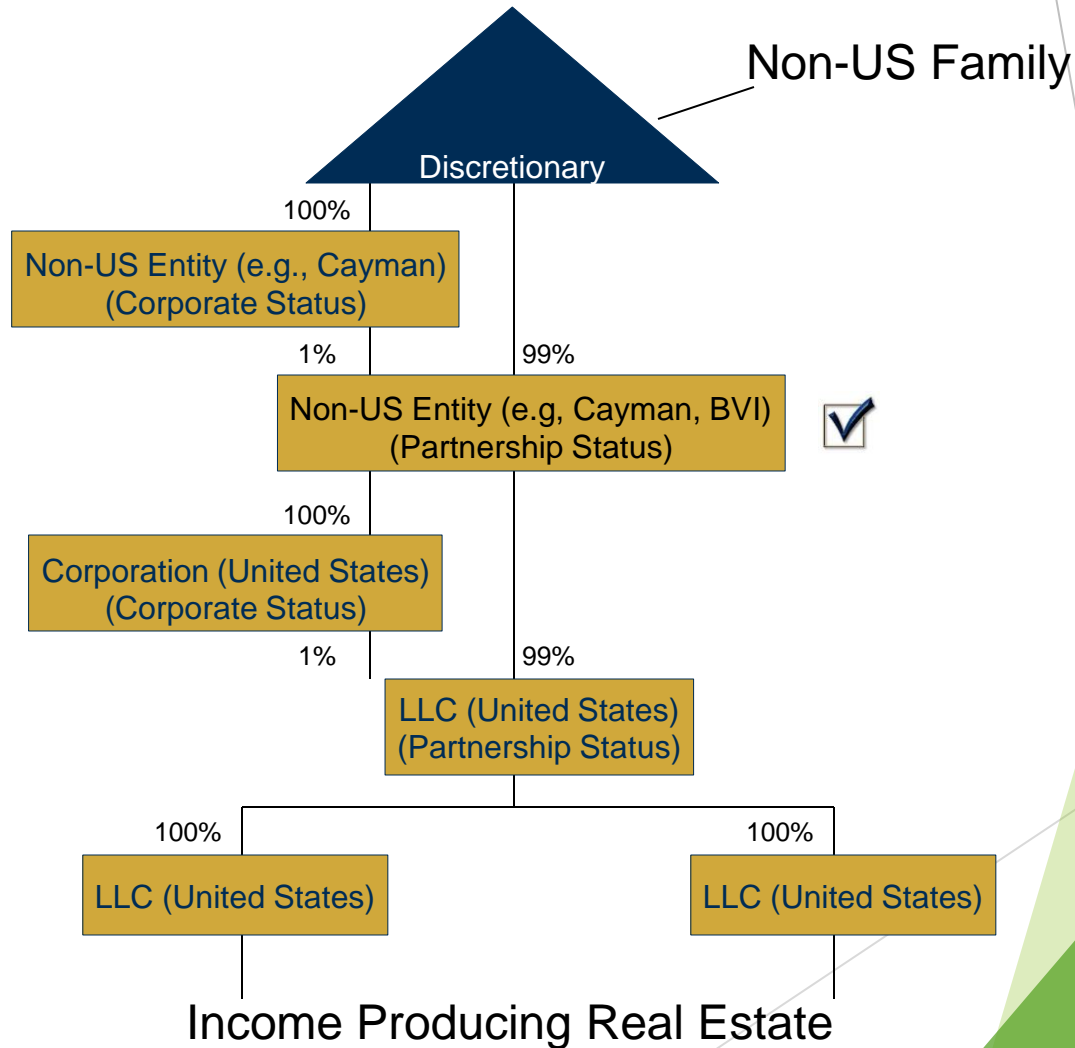 Non-US Family
Discretionary
100%
Non-US Entity (e.g., Cayman)
(Corporate Status)
1%
99%
Non-US Entity (e.g, Cayman, BVI)
(Partnership Status)
100%
Corporation (United States)
(Corporate Status)
1%
99%
LLC (United States)
(Partnership Status)
100%
100%
LLC (United States)
LLC (United States)
Income Producing Real Estate